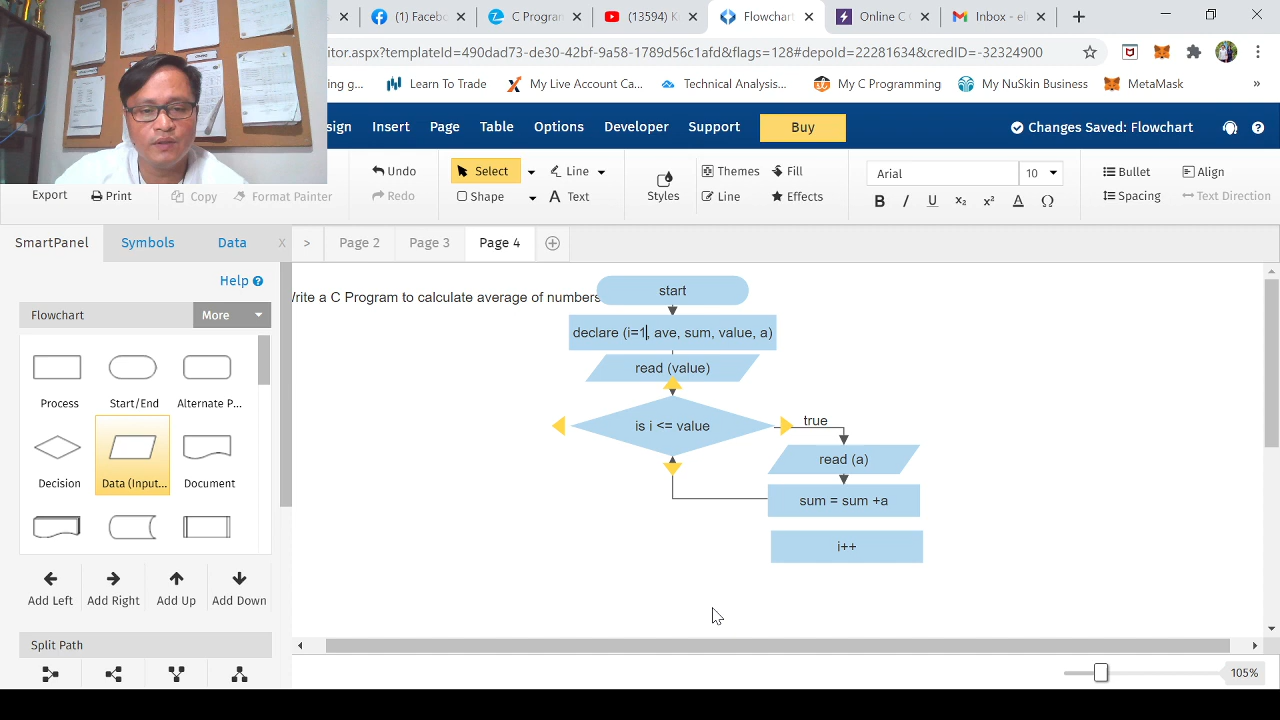 (1) Facebo
C Program
(13594) K
Flowchart
Online C
Inbox - el
itor.aspx?templateId=490dad73-de30-42bf-9a58-1789d56c1afd&flags=128#depoId=22281634&credID=-32324900
ing g...
Learn To Trade
My Live Account Ca...
Technical Analysis...
My C Programming
My NuSkin Business
MetaMask
sign
Insert
Page
Table
Options
Developer
Support
Buy
Changes Saved: Flowchart
Export
Print
Undo
Copy
Redo
Format Painter
Select
Line
Shape
Text
Styles
Themes
Fill
Line
Effects
Arial
10
B I U X₂ X² A Ω
Bullet
Align
Spacing
Text Direction
SmartPanel
Symbols
Data
X
>
Page 2
Page 3
Page 4
Help
Flowchart
More
Process
Start/End
Alternate P...
Decision
Data (Input...
Document
Add Left
Add Right
Add Up
Add Down
Split Path
Write a C Program to calculate average of numbers
start
declare (i=1, ave, sum, value, a)
read (value)
is i <= value
true
read (a)
sum = sum +a
i++
105%